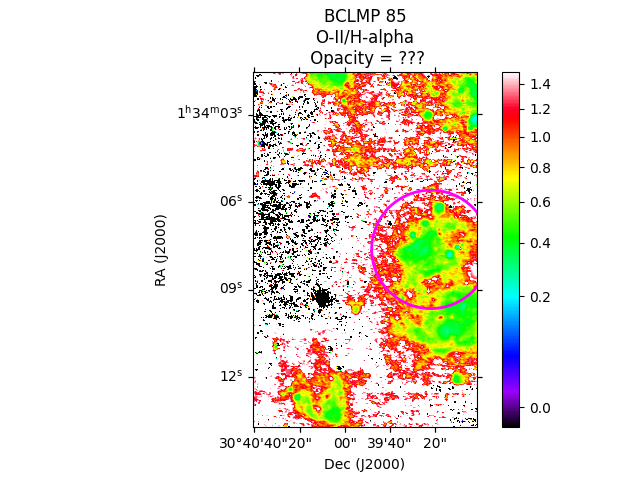 BCLMP 85
O-II/H-alpha
Opacity = ???
1h34m03s
06s
09s
12s
RA (J2000)
30°40'40"20" 00" 39'40" 20"
Dec (J2000)
1.4
1.2
1.0
0.8
0.6
0.4
0.2
0.0